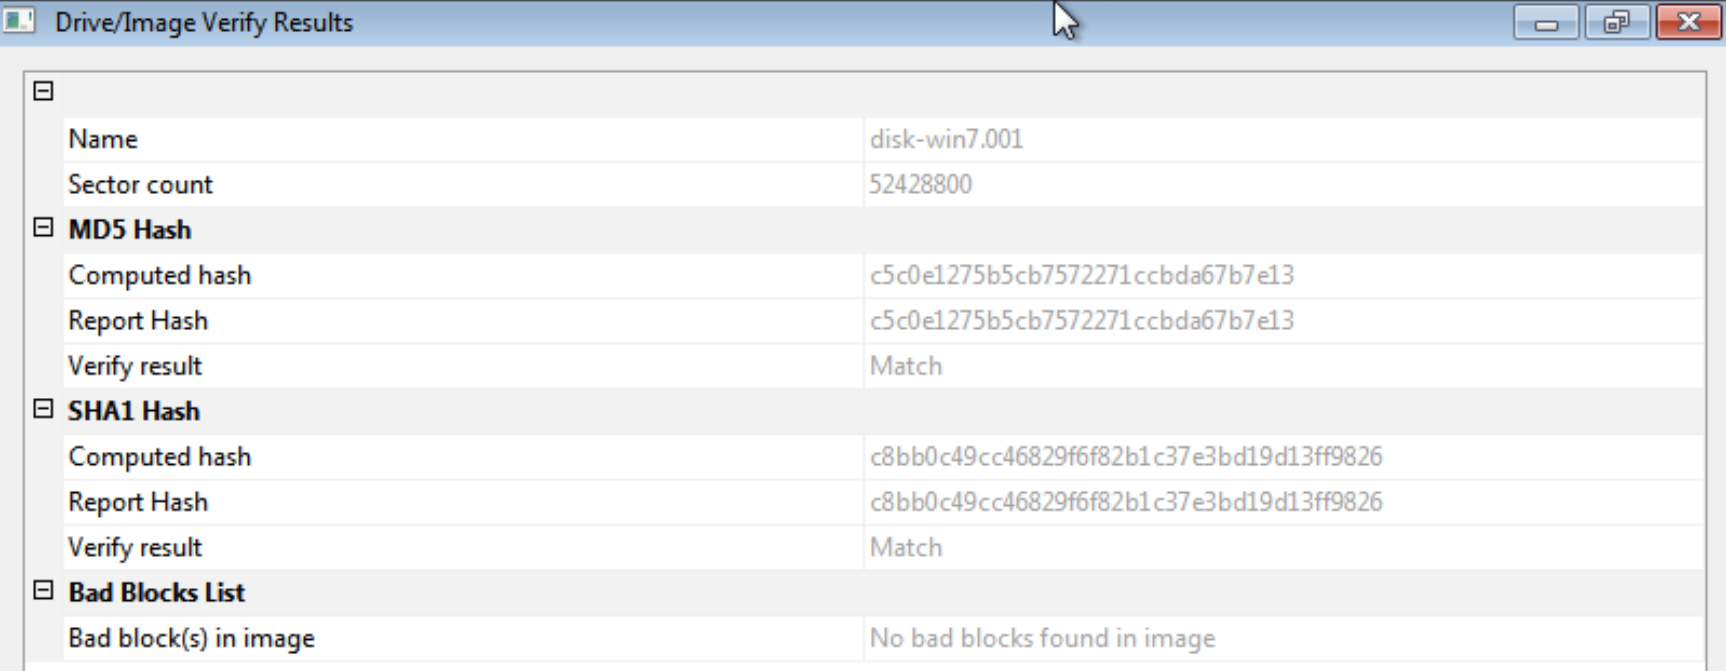 Drive/Image Verify Results
Name disk-win7.001
Sector count 52428800
MD5 Hash
Computed hash c5c0e1275b5cb7572271ccbda67b7e13
Report Hash c5c0e1275b5cb7572271ccbda67b7e13
Verify result Match
SHA1 Hash
Computed hash c8bb0c49cc46829f6f82b1c37e3bd19d13ff9826
Report Hash c8bb0c49cc46829f6f82b1c37e3bd19d13ff9826
Verify result Match
Bad Blocks List
Bad block(s) in image No bad blocks found in image